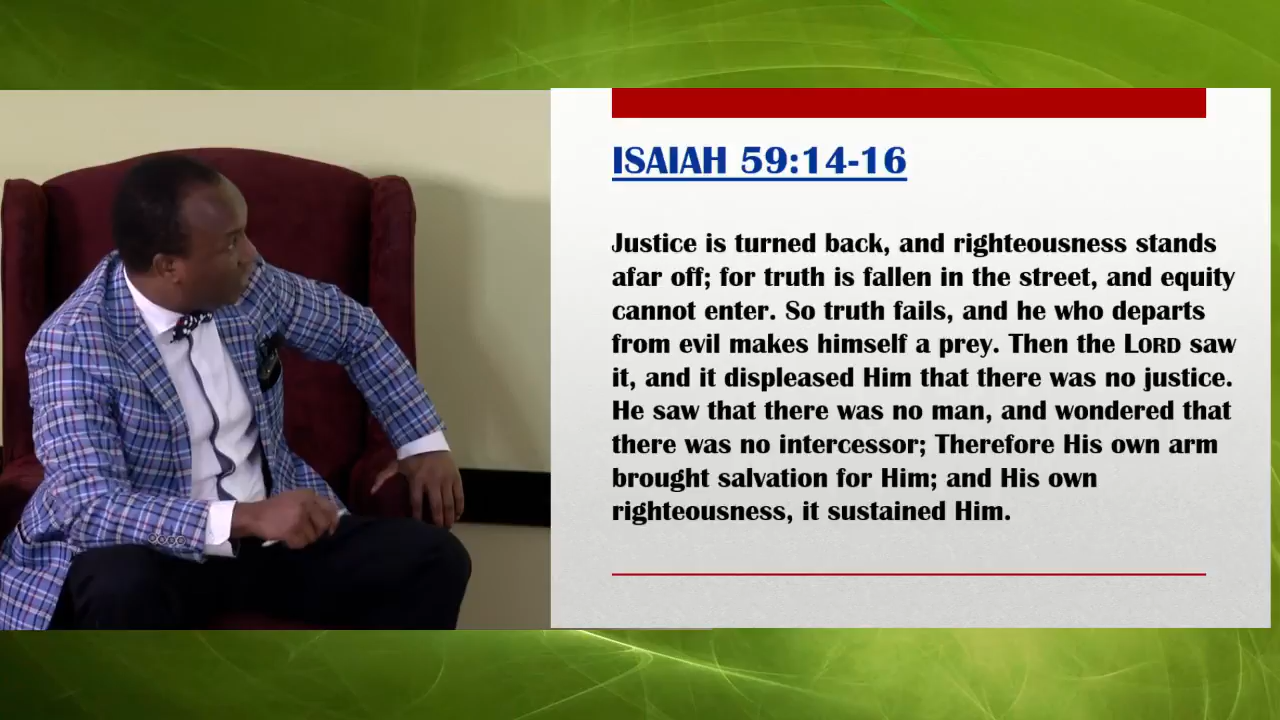 ISAIAH 59:14-16
Justice is turned back, and righteousness stands
afar off; for truth is fallen in the street, and equity
cannot enter. So truth fails, and he who departs
from evil makes himself a prey. Then the LORD saw
it, and it displeased Him that there was no justice.
He saw that there was no man, and wondered that
there was no intercessor; Therefore His own arm
brought salvation for Him; and His own
righteousness, it sustained Him.